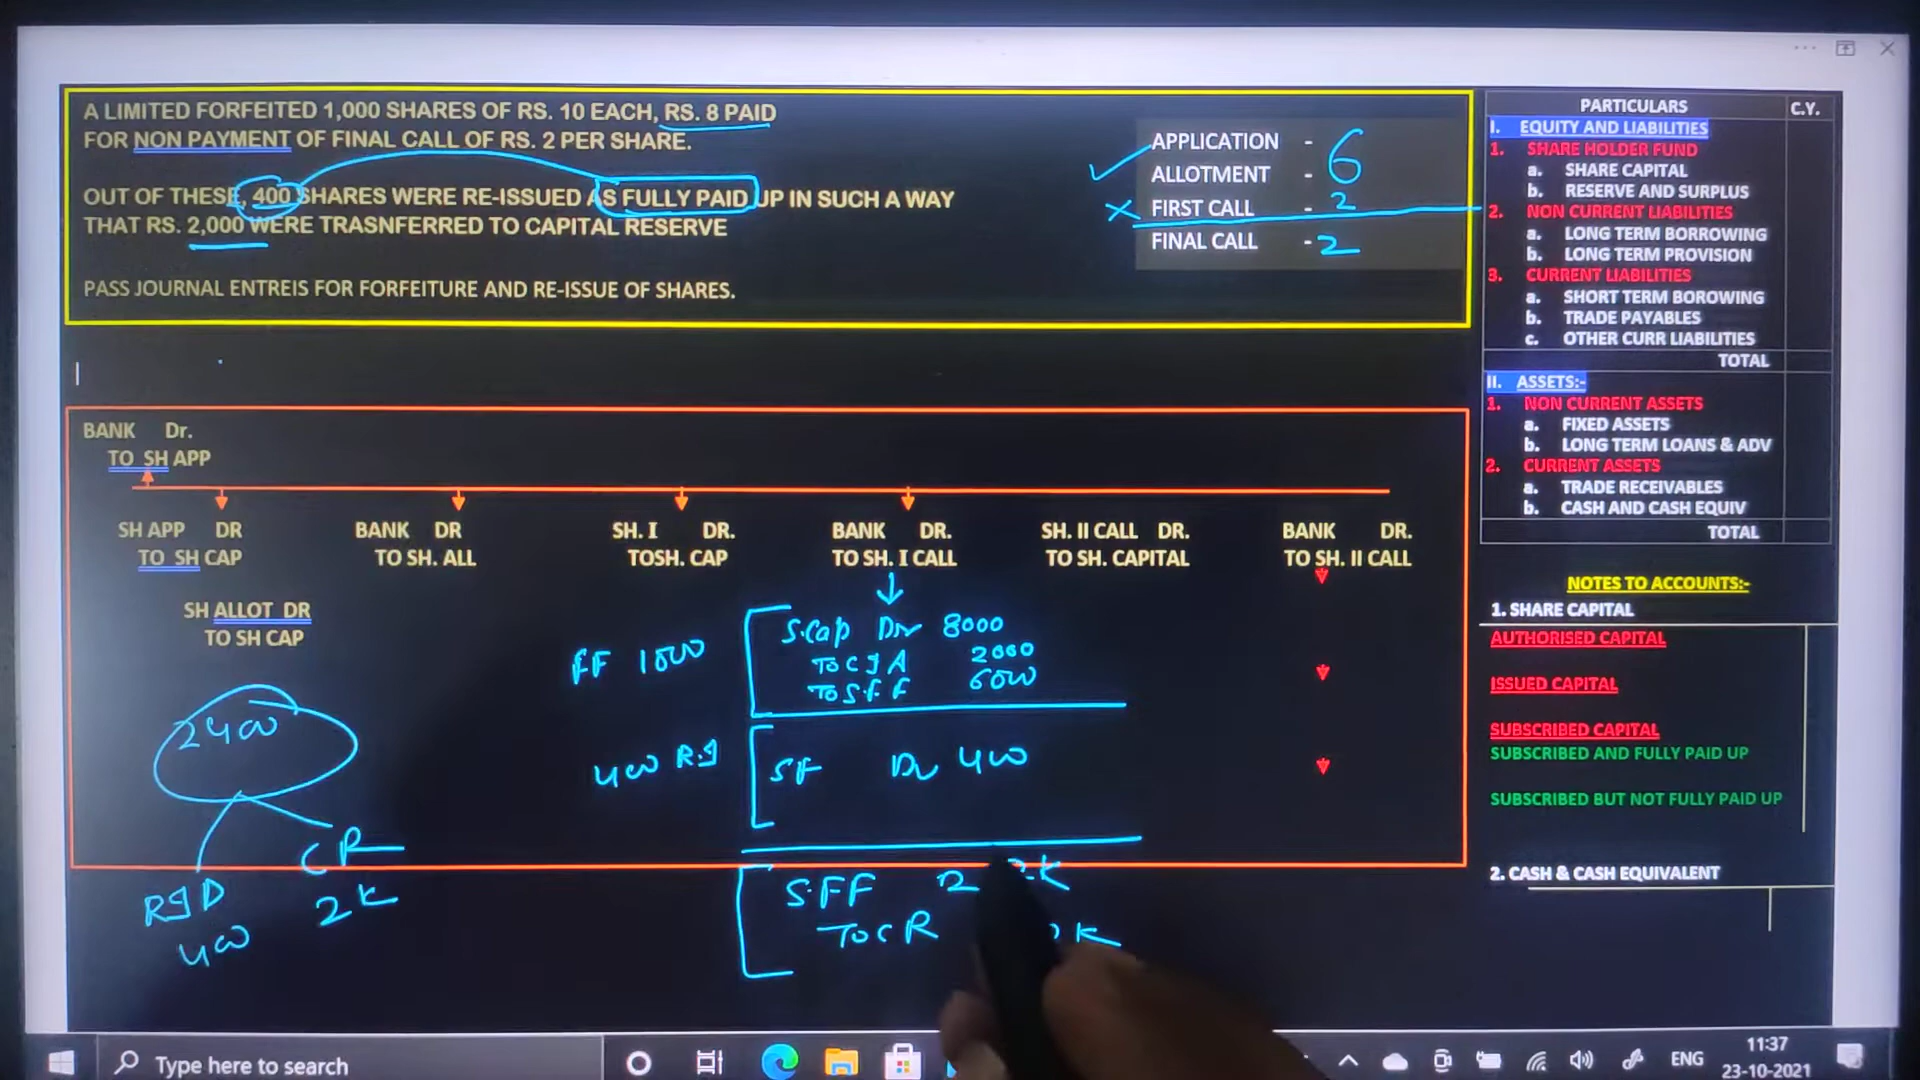 A LIMITED FORFEITED 1,000 SHARES OF RS. 10 EACH, RS. 8 PAID
FOR NON PAYMENT OF FINAL CALL OF RS. 2 PER SHARE.
OUT OF THESE, 400 SHARES WERE RE-ISSUED AS FULLY PAID UP IN SUCH A WAY
THAT RS. 2,000 WERE TRASNFERRED TO CAPITAL RESERVE
PASS JOURNAL ENTREIS FOR FORFEITURE AND RE-ISSUE OF SHARES.
APPLICATION -
ALLOTMENT - 6
FIRST CALL - 2
FINAL CALL - 2
BANK Dr.
TO SH APP
SH APP DR
TO SH CAP
SH ALLOT DR
TO SH CAP
BANK DR
TO SH. ALL
SH. I DR.
TOSH. CAP
BANK DR.
TO SH. I CALL
SH. II CALL DR.
TO SH. CAPITAL
BANK DR.
TO SH. II CALL
FF 1000
S.Cap Dr 8000
To C I A 2000
To S.F F 6000
400 R.I
SF Dr 400
S.FF 2 2K
To C R K
2400
RID
400
CR
2K
PARTICULARS C.Y.
I. EQUITY AND LIABILITIES
1. SHARE HOLDER FUND
a. SHARE CAPITAL
b. RESERVE AND SURPLUS
2. NON CURRENT LIABILITIES
a. LONG TERM BORROWING
b. LONG TERM PROVISION
3. CURRENT LIABILITIES
a. SHORT TERM BOROWING
b. TRADE PAYABLES
c. OTHER CURR LIABILITIES
TOTAL
II. ASSETS:-
1. NON CURRENT ASSETS
a. FIXED ASSETS
b. LONG TERM LOANS & ADV
2. CURRENT ASSETS
a. TRADE RECEIVABLES
b. CASH AND CASH EQUIV
TOTAL
NOTES TO ACCOUNTS:-
1. SHARE CAPITAL
AUTHORISED CAPITAL
ISSUED CAPITAL
SUBSCRIBED CAPITAL
SUBSCRIBED AND FULLY PAID UP
SUBSCRIBED BUT NOT FULLY PAID UP
2. CASH & CASH EQUIVALENT
Type here to search
ENG
11:37
23-10-2021